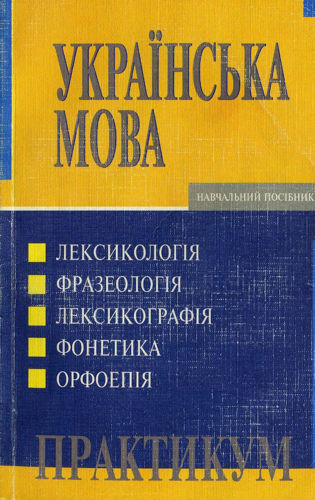 УКРАЇНСЬКА
МОВА
НАВЧАЛЬНИЙ ПОСІБНИК
ЛЕКСИКОЛОГІЯ
ФРАЗЕОЛОГІЯ
ЛЕКСИКОГРАФІЯ
ФОНЕТИКА
ОРФОЕПІЯ
ПРАКТИКУМ